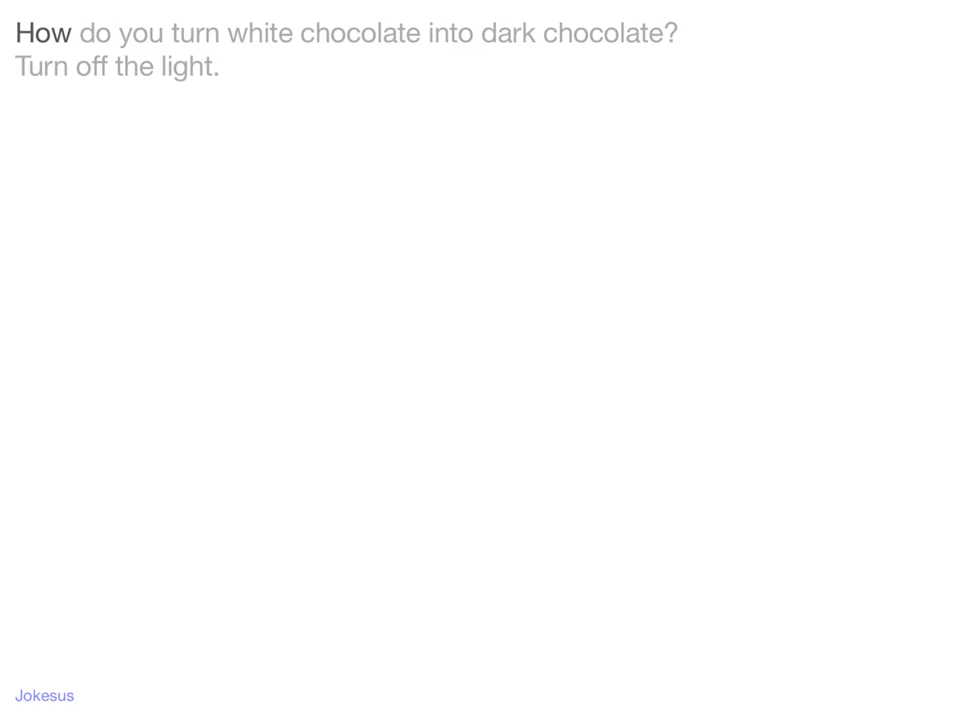 How do you turn white chocolate into dark chocolate?
Turn off the light.
Jokesus